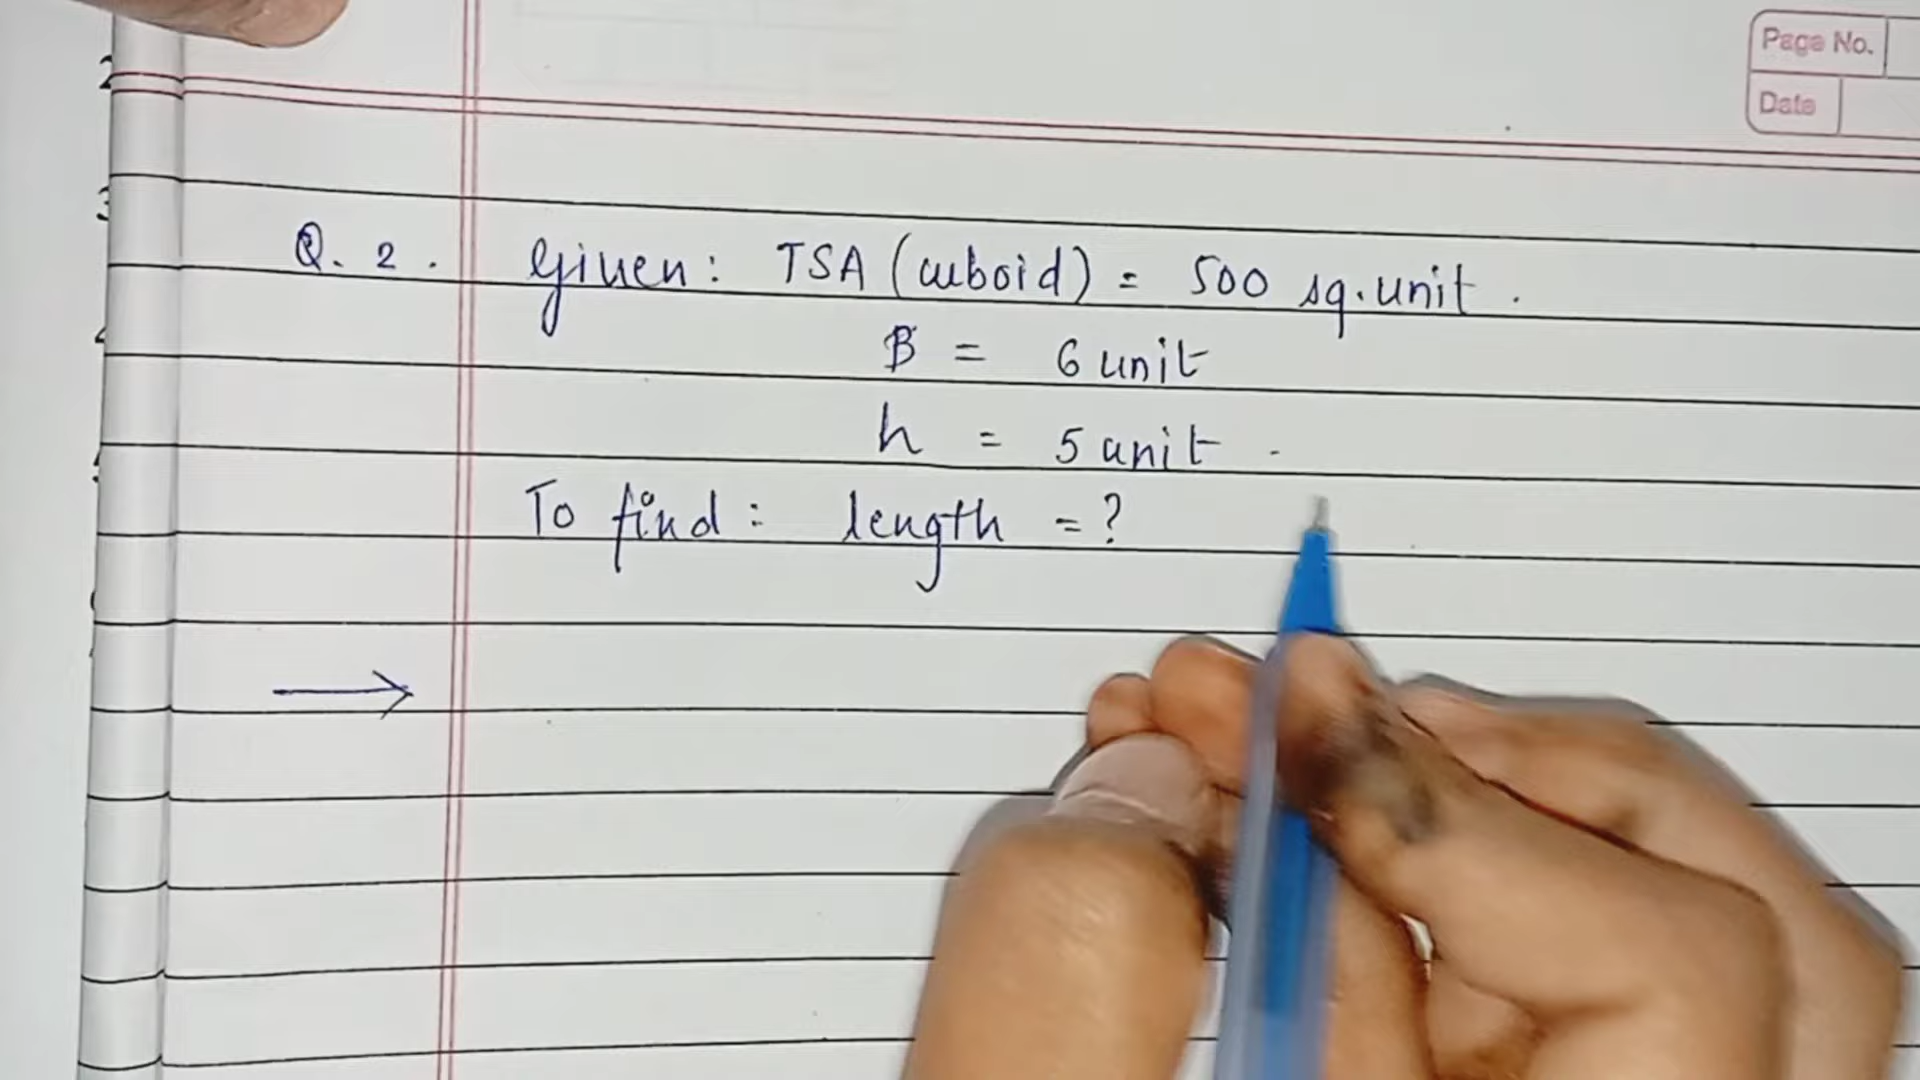 Page No.
Date
Q. 2. Given: TSA (cuboid) = 500 sq. unit.
B = 6 unit
h = 5 unit.
To find: length = ?